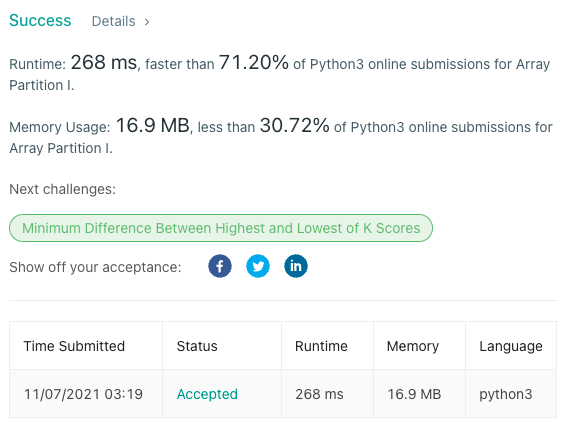 Success Details >
Runtime: 268 ms, faster than 71.20% of Python3 online submissions for Array
Partition I.
Memory Usage: 16.9 MB, less than 30.72% of Python3 online submissions for
Array Partition I.
Next challenges:
Minimum Difference Between Highest and Lowest of K Scores
Show off your acceptance: f in
Time Submitted Status Runtime Memory Language
11/07/2021 03:19 Accepted 268 ms 16.9 MB python3